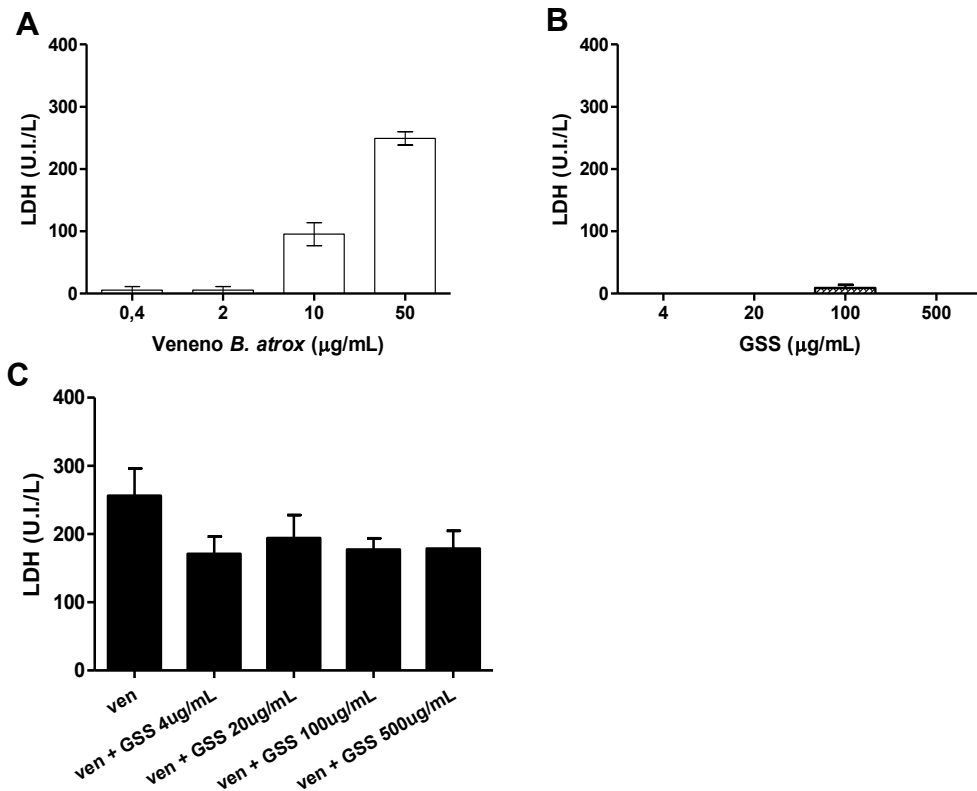 A
400
300
200
100
0
LDH (U.I./L)
0,4 2 10 50
Veneno B. atrox (µg/mL)
B
400
300
200
100
0
LDH (U.I./L)
4 20 100 500
GSS (µg/mL)
C
400
300
200
100
0
LDH (U.I./L)
ven
ven + GSS 4ug/mL
ven + GSS 20ug/mL
ven + GSS 100ug/mL
ven + GSS 500ug/mL